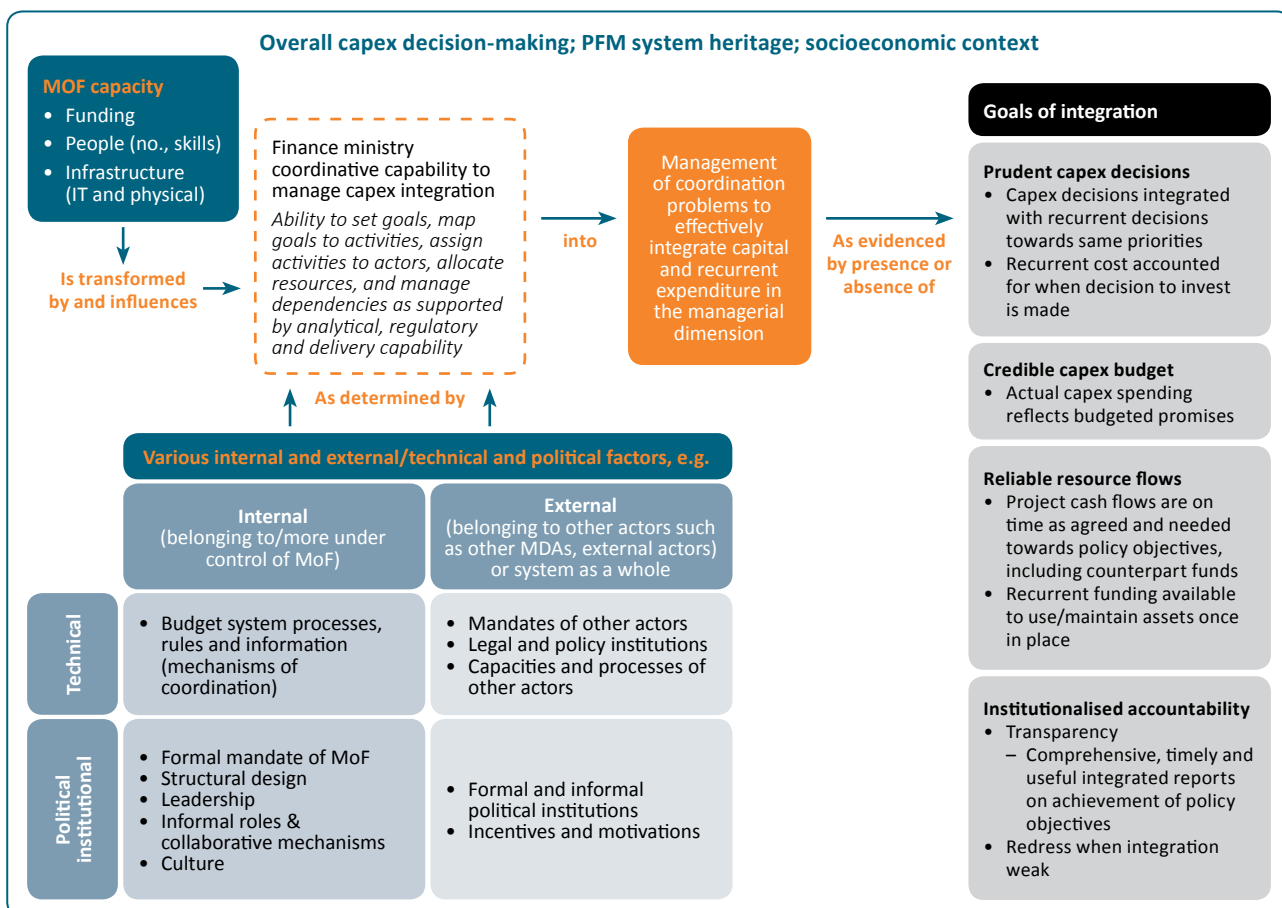 Overall capex decision-making; PFM system heritage; socioeconomic context
MOF capacity
• Funding
• People (no., skills)
• Infrastructure
(IT and physical)
Is transformed
by and influences
Finance ministry
coordinative capability to
manage capex integration
Ability to set goals, map
goals to activities, assign
activities to actors, allocate
resources, and manage
dependencies as supported
by analytical, regulatory
and delivery capability
into
Management
of coordination
problems to
effectively
integrate capital
and recurrent
expenditure in
the managerial
dimension
As evidenced
by presence or
absence of
As determined by
Various internal and external/technical and political factors, e.g.
Internal
(belonging to/more under
control of MoF)
External
(belonging to other actors such
as other MDAs, external actors)
or system as a whole
Technical
• Budget system processes,
rules and information
(mechanisms of
coordination)
• Mandates of other actors
• Legal and policy institutions
• Capacities and processes of
other actors
Political
institutional
• Formal mandate of MoF
• Structural design
• Leadership
• Informal roles &
collaborative mechanisms
• Culture
• Formal and informal
political institutions
• Incentives and motivations
Goals of integration
Prudent capex decisions
• Capex decisions integrated
with recurrent decisions
towards same priorities
• Recurrent cost accounted
for when decision to invest
is made
Credible capex budget
• Actual capex spending
reflects budgeted promises
Reliable resource flows
• Project cash flows are on
time as agreed and needed
towards policy objectives,
including counterpart funds
• Recurrent funding available
to use/maintain assets once
in place
Institutionalised accountability
• Transparency
– Comprehensive, timely and
useful integrated reports
on achievement of policy
objectives
• Redress when integration
weak